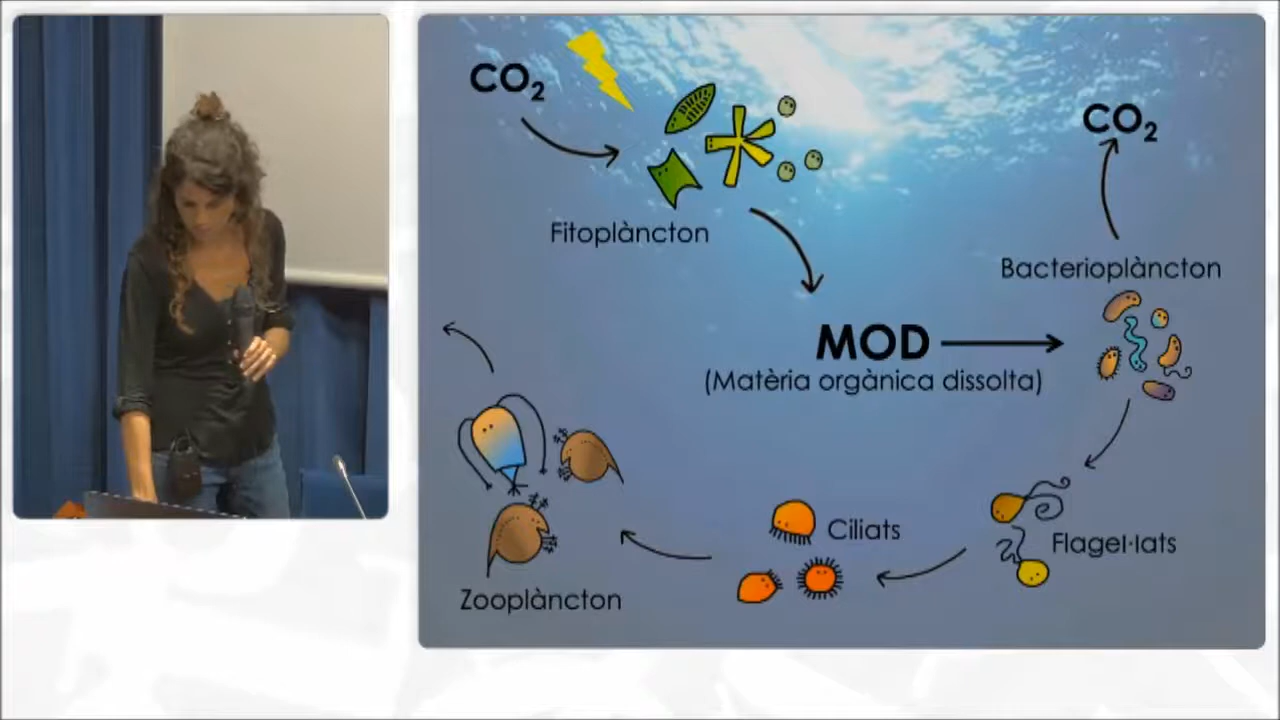 CO₂
CO₂
Fitoplàncton
Bacterioplàncton
MOD
(Matèria orgànica dissolta)
Ciliats
Flagel·lats
Zooplàncton